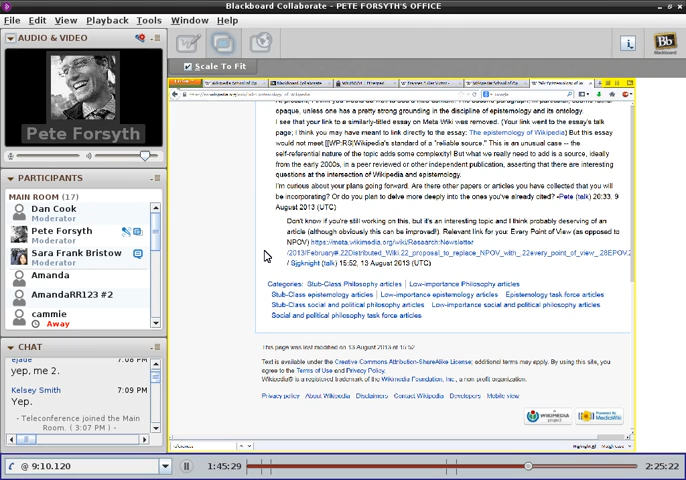 Blackboard Collaborate - PETE FORSYTH'S OFFICE
File Edit View Playback Tools Window Help
AUDIO & VIDEO
Scale To Fit
i
Bb
Pete Forsyth
opaque, unless one has a pretty strong grounding in the discipline of epistemology and its ontology.
I see that your link to a similarly-titled essay on Meta Wiki was removed. (Your link went to the essay's talk
page; I think you may have meant to link directly to the essay: The epistemology of Wikipedia) But this essay
would not meet [[WP:RS|Wikipedia's standard of a "reliable source." This is an unusual case -- the
self-referential nature of the topic adds some complexity! But what we really need to add is a source, ideally
from the early 2000s, in a peer reviewed or other independent publication, asserting that there are interesting
questions at the intersection of Wikipedia and epistemology.
I'm curious about your plans going forward. Are there other papers or articles you have collected that you will
be incorporating? Or do you plan to delve more deeply into the ones you've already cited? -Pete (talk) 20:33, 9
August 2013 (UTC)
Don't know if you're still working on this, but it's an interesting topic and I think probably deserving of an
article (although obviously this can be improved!). Relevant link for you: Every Point of View (as opposed to
NPOV) https://meta.wikimedia.org/wiki/Research:Newsletter
/2013/February#.22Distributed_Wiki.22_proposal_to_replace_NPOV_with_.22every_point_of_view_.28EPOV.2
/ Sjgknight (talk) 15:52, 13 August 2013 (UTC)
Categories: Stub-Class Philosophy articles | Low-importance Philosophy articles
Stub-Class epistemology articles | Low-importance epistemology articles | Epistemology task force articles
Stub-Class social and political philosophy articles | Low-importance social and political philosophy articles
Social and political philosophy task force articles
This page was last modified on 13 August 2013 at 15:52
Text is available under the Creative Commons Attribution-ShareAlike License; additional terms may apply. By using this site, you
agree to the Terms of Use and Privacy Policy.
Wikipedia® is a registered trademark of the Wikimedia Foundation, Inc., a non-profit organization.
Privacy policy About Wikipedia Disclaimers Contact Wikipedia Developers Mobile view
WIKIMEDIA
project
MediaWiki
PARTICIPANTS
MAIN ROOM (17)
Dan Cook
Moderator
Pete Forsyth
Moderator
Sara Frank Bristow
Moderator
Amanda
AmandaRR123 #2
cammie
Away
CHAT
ejade 7:08 PM
yep, me 2.
Kelsey Smith 7:09 PM
Yep.
- Teleconference joined the Main
Room. ( 3:07 PM ) -
@ 9:10.120
1:45:29
2:25:22